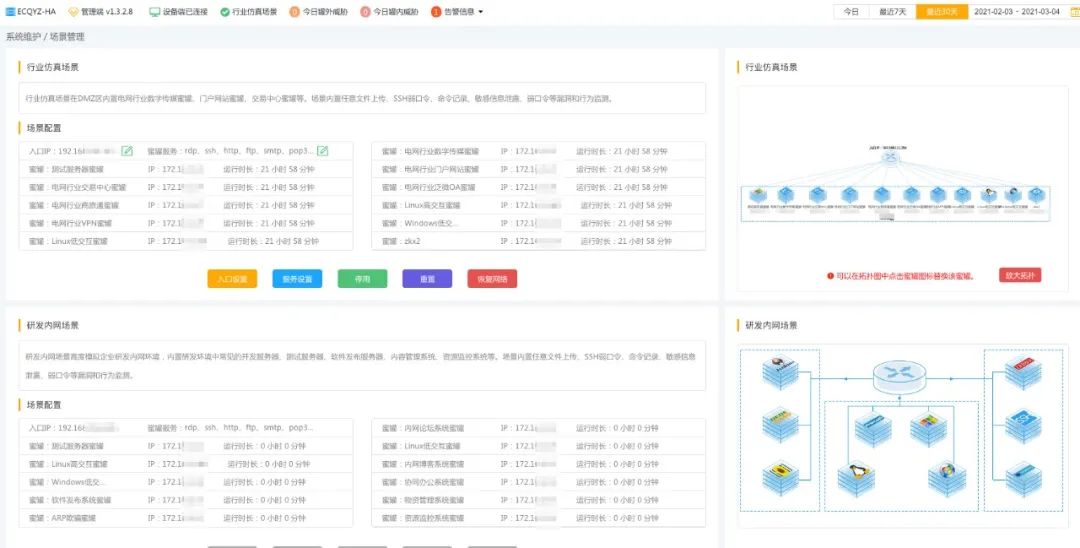 ECQYZ-HA 管理端 v1.3.2.8 设备端已连接 行业仿真场景 0 今日罐外威胁 0 今日罐内威胁 1 告警信息 今日 最近7天 最近30天 2021-02-03 - 2021-03-04
系统维护 / 场景管理
行业仿真场景
行业仿真场景在DMZ区内置电网行业数字传媒蜜罐、门户网站蜜罐、交易中心蜜罐等。场景内置任意文件上传、SSH弱口令、命令记录、敏感信息泄露、弱口令等漏洞和行为监测。
场景配置
入口IP：192.16 蜜罐服务：rdp、ssh、http、ftp、smtp、pop3...
蜜罐：电网行业数字传媒蜜罐 IP：172.1 运行时长：21 小时 58 分钟
蜜罐：测试服务器蜜罐 IP：172.1 运行时长：21 小时 58 分钟
蜜罐：电网行业门户网站蜜罐 IP：172.1 运行时长：21 小时 58 分钟
蜜罐：电网行业交易中心蜜罐 IP：172.1 运行时长：21 小时 58 分钟
蜜罐：电网行业泛微OA蜜罐 IP：172.1 运行时长：21 小时 58 分钟
蜜罐：电网行业商旅通蜜罐 IP：172.1 运行时长：21 小时 58 分钟
蜜罐：Linux高交互蜜罐 IP：172.1 运行时长：21 小时 58 分钟
蜜罐：电网行业VPN蜜罐 IP：172.1 运行时长：21 小时 58 分钟
蜜罐：Windows低交... IP：172.1 运行时长：21 小时 58 分钟
蜜罐：Linux低交互蜜罐 IP：172.1 运行时长：21 小时 58 分钟
蜜罐：zkx2 IP：172.1 运行时长：21 小时 58 分钟
入口设置 服务设置 停用 重置 恢复网络
行业仿真场景
可以在拓扑图中点击蜜罐图标替换该蜜罐。 放大拓扑
研发内网场景
研发内网场景高度模拟企业研发内网环境，内置研发环境中常见的开发服务器、测试服务器、软件发布服务器、内容管理系统、资源监控系统等。场景内置任意文件上传、SSH弱口令、命令记录、敏感信息
泄露、弱口令等漏洞和行为监测。
场景配置
入口IP：192.16 蜜罐服务：rdp、ssh、http、ftp、smtp、pop3...
蜜罐：内网论坛系统蜜罐 IP：172.1 运行时长：0 小时 0 分钟
蜜罐：测试服务器蜜罐 IP：172.1 运行时长：0 小时 0 分钟
蜜罐：Linux低交互蜜罐 IP：172.1 运行时长：0 小时 0 分钟
蜜罐：Linux高交互蜜罐 IP：172.1 运行时长：0 小时 0 分钟
蜜罐：内网博客系统蜜罐 IP：172.1 运行时长：0 小时 0 分钟
蜜罐：Windows低交... IP：172.1 运行时长：0 小时 0 分钟
蜜罐：协同办公系统蜜罐 IP：172.1 运行时长：0 小时 0 分钟
蜜罐：软件发布系统蜜罐 IP：172.1 运行时长：0 小时 0 分钟
蜜罐：物资管理系统蜜罐 IP：172.1 运行时长：0 小时 0 分钟
蜜罐：ARP欺骗蜜罐 IP：172.1 运行时长：0 小时 0 分钟
蜜罐：资源监控系统蜜罐 IP：172.1 运行时长：0 小时 0 分钟
研发内网场景